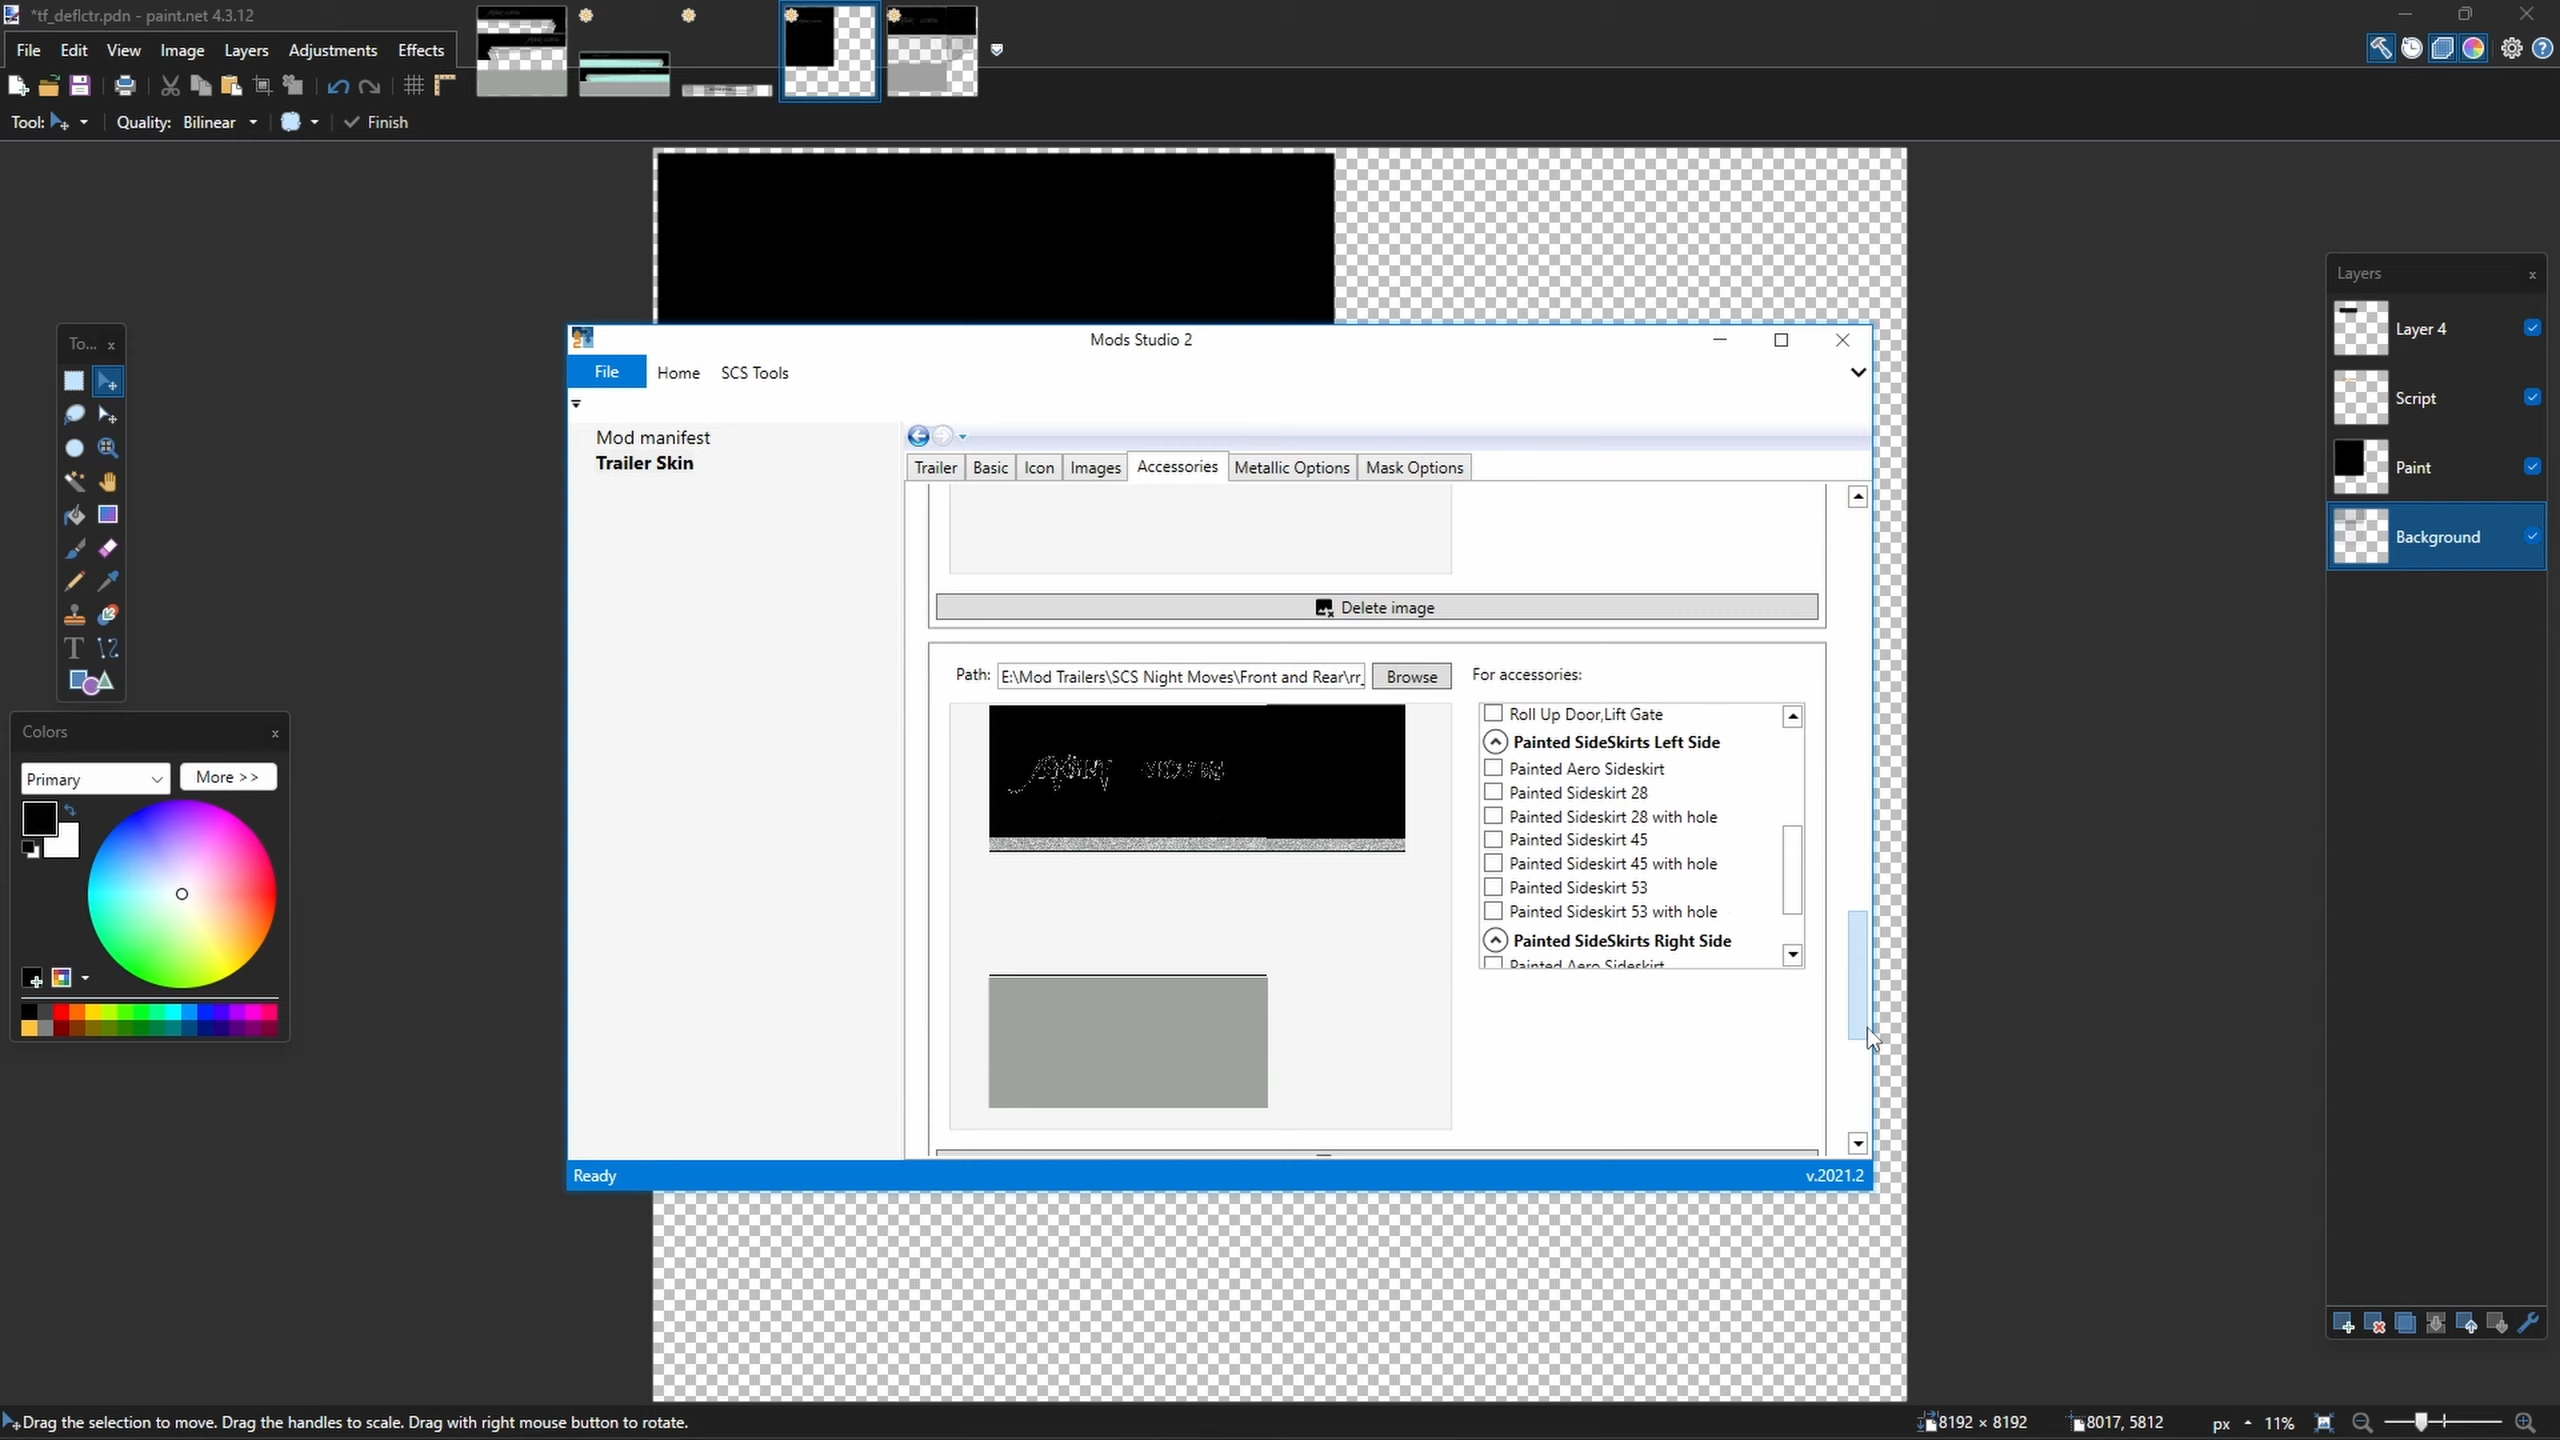 *tf_deflctr.pdn - paint.net 4.3.12
File Edit View Image Layers Adjustments Effects
Tool: Quality: Bilinear Finish
Mods Studio 2
File Home SCS Tools
Mod manifest
Trailer Skin
Trailer Basic Icon Images Accessories Metallic Options Mask Options
Delete image
Path: E:\Mod Trailers\SCS Night Moves\Front and Rear\rr_ Browse For accessories:
Roll Up Door,Lift Gate
Painted SideSkirts Left Side
Painted Aero Sideskirt
Painted Sideskirt 28
Painted Sideskirt 28 with hole
Painted Sideskirt 45
Painted Sideskirt 45 with hole
Painted Sideskirt 53
Painted Sideskirt 53 with hole
Painted SideSkirts Right Side
Painted Aero Sideskirt
Ready v.2021.2
To... x
Colors x
Primary More >>
Layers x
Layer 4
Script
Paint
Background
Drag the selection to move. Drag the handles to scale. Drag with right mouse button to rotate.
8192 × 8192 8017, 5812 px 11%